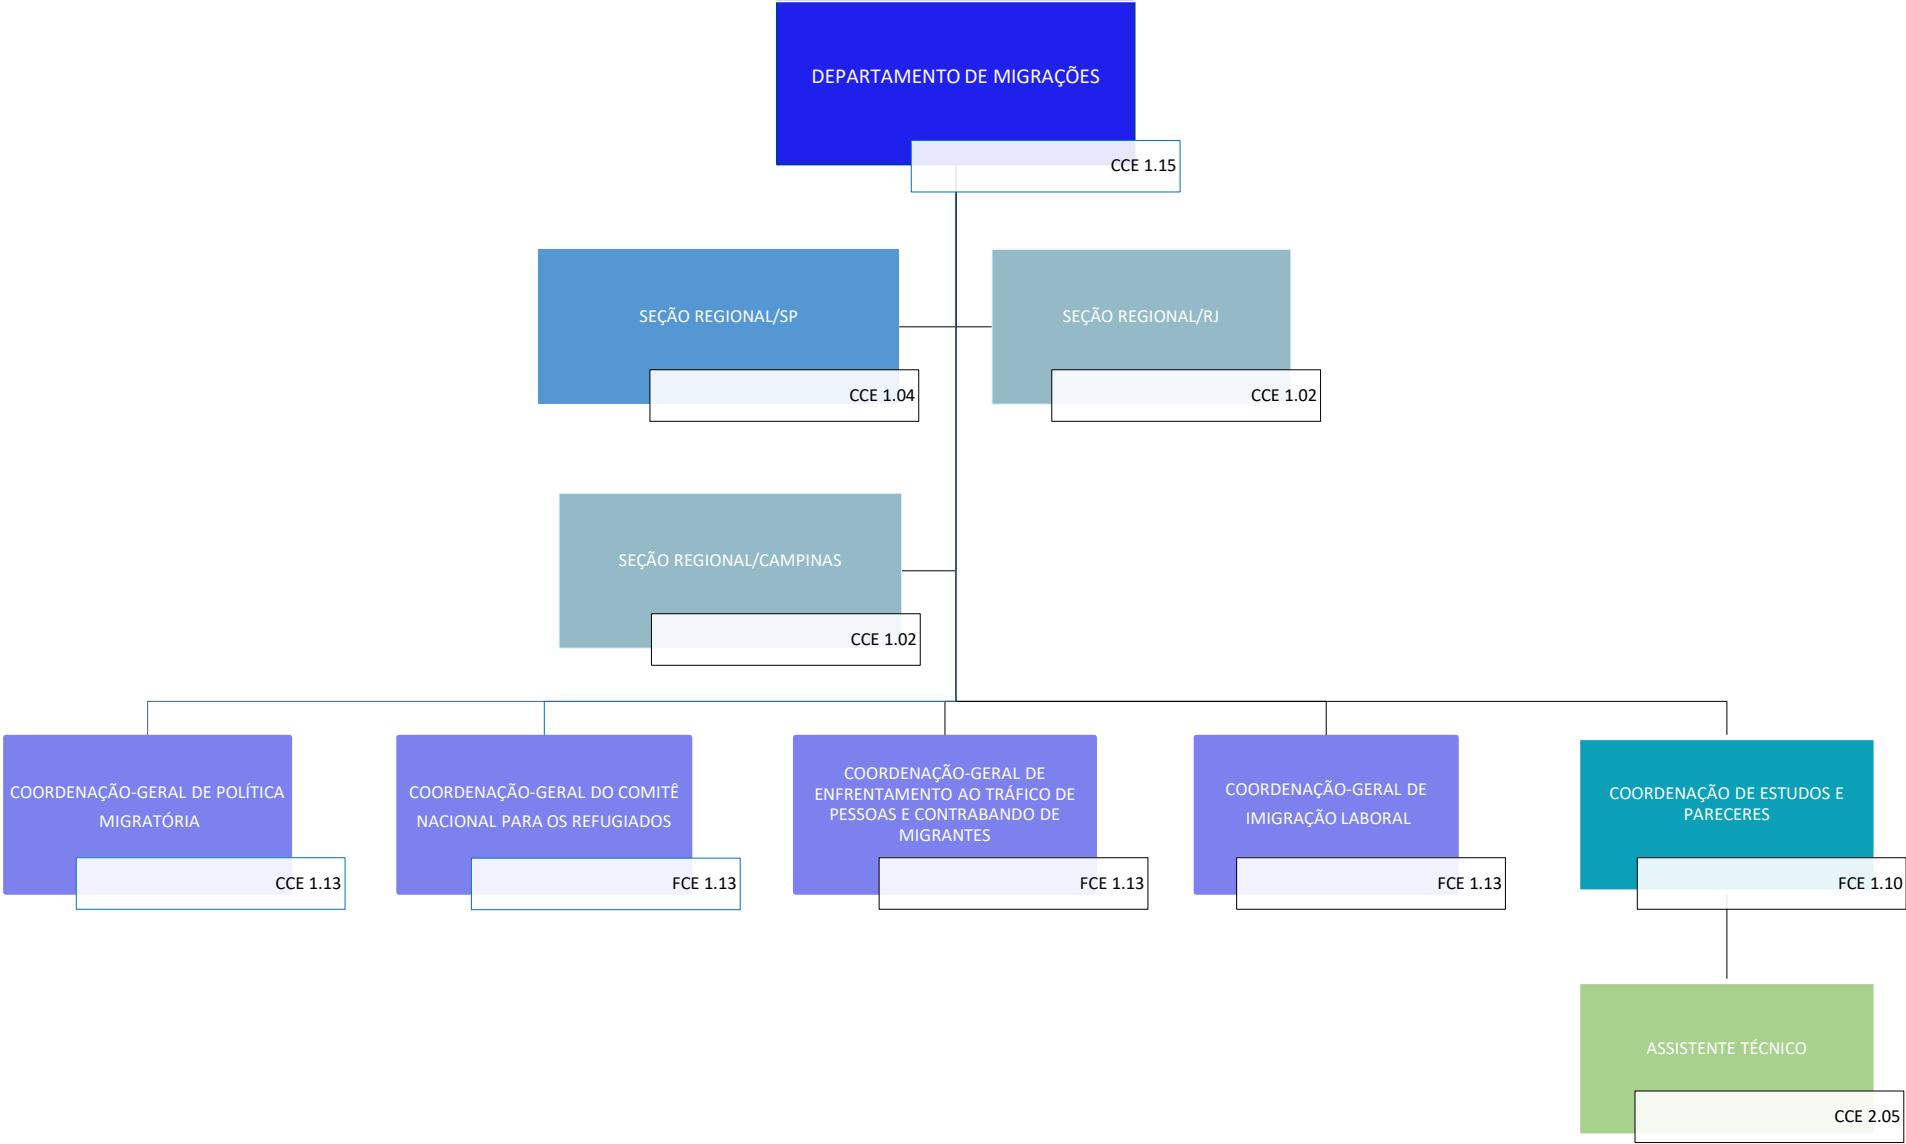 DEPARTAMENTO DE MIGRAÇÕES
CCE 1.15
SEÇÃO REGIONAL/SP
CCE 1.04
SEÇÃO REGIONAL/RJ
CCE 1.02
SEÇÃO REGIONAL/CAMPINAS
CCE 1.02
COORDENAÇÃO-GERAL DE POLÍTICA
MIGRATÓRIA
CCE 1.13
COORDENAÇÃO-GERAL DO COMITÊ
NACIONAL PARA OS REFUGIADOS
FCE 1.13
COORDENAÇÃO-GERAL DE
ENFRENTAMENTO AO TRÁFICO DE
PESSOAS E CONTRABANDO DE
MIGRANTES
FCE 1.13
COORDENAÇÃO-GERAL DE
IMIGRAÇÃO LABORAL
FCE 1.13
COORDENAÇÃO DE ESTUDOS E
PARECERES
FCE 1.10
ASSISTENTE TÉCNICO
CCE 2.05